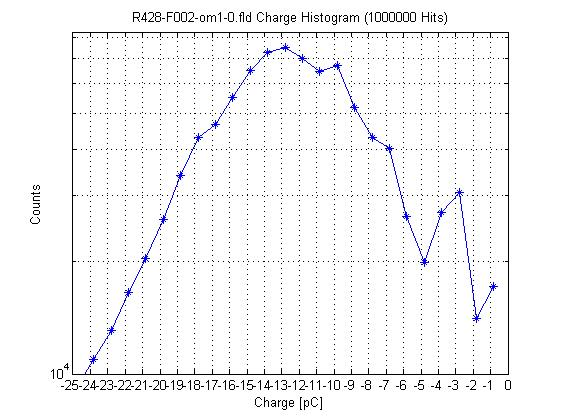 R428-F002-om1-0.fld Charge Histogram (1000000 Hits)
Counts
10^4
-25-24-23-22-21-20-19-18-17-16-15-14-13-12-11-10-9 -8 -7 -6 -5 -4 -3 -2 -1 0
Charge [pC]